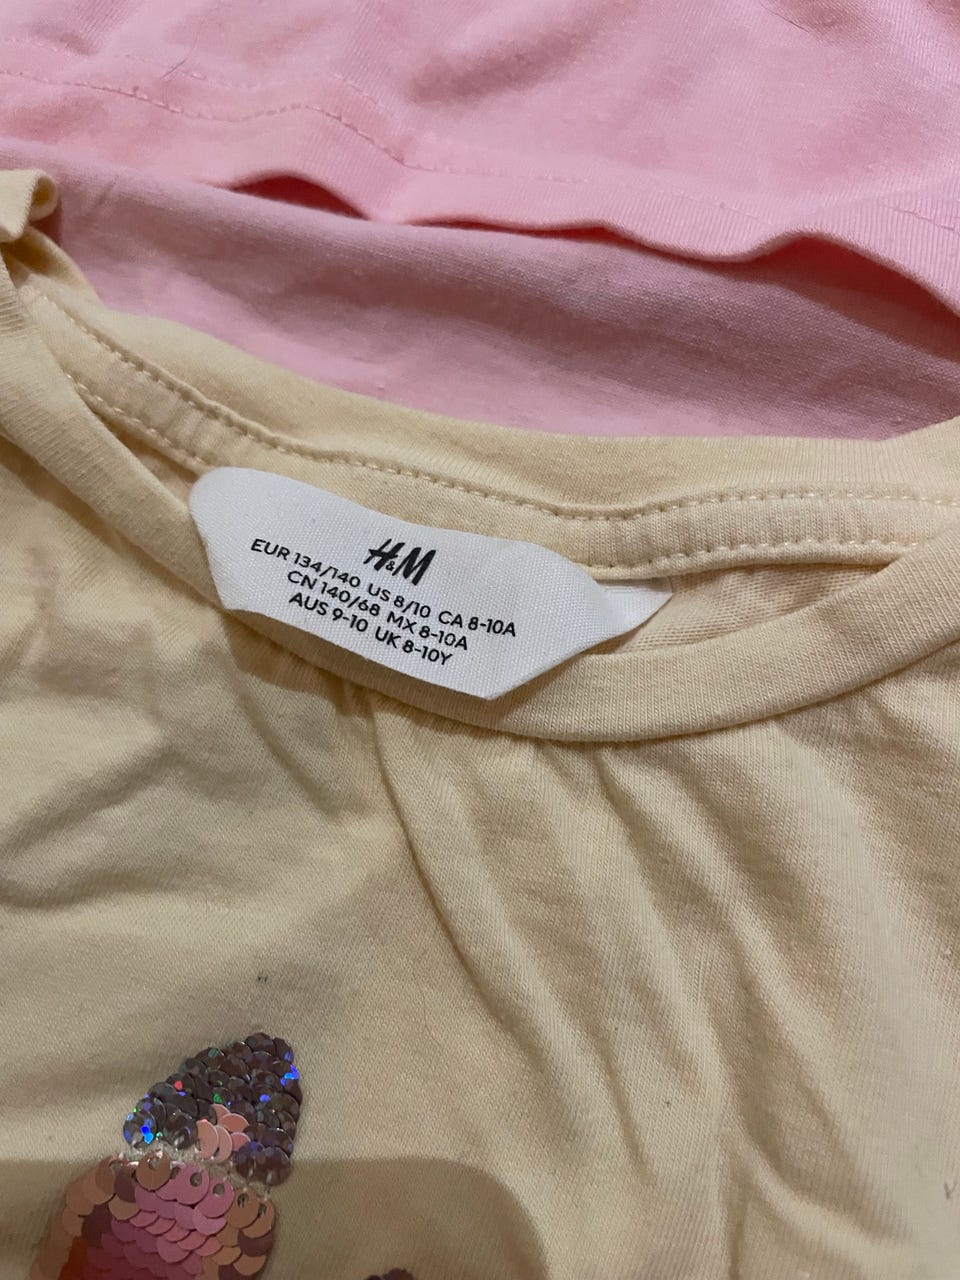 H&M
EUR 134/140 US 8/10 CA 8-10A
CN 140/68 MX 8-10A
AUS 9-10 UK 8-10Y